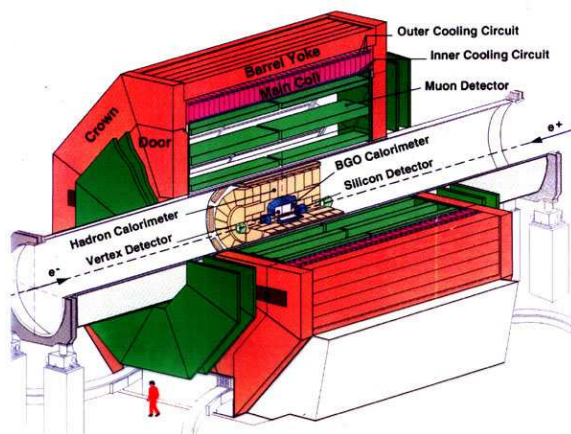 Outer Cooling Circuit
Barrel Yoke
Inner Cooling Circuit
Main Coil
Muon Detector
Crown
Door
e+
BGO Calorimeter
Silicon Detector
Hadron Calorimeter
Vertex Detector
e-